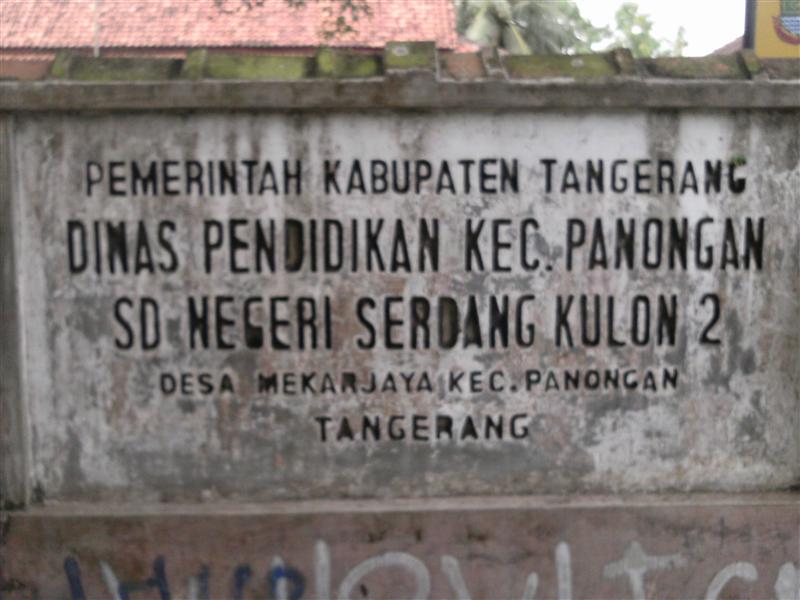 PEMERINTAH KABUPATEN TANGERANG
DINAS PENDIDIKAN KEC. PANONGAN
SD NEGERI SERDANG KULON 2
DESA MEKARJAYA KEC. PANONGAN
TANGERANG